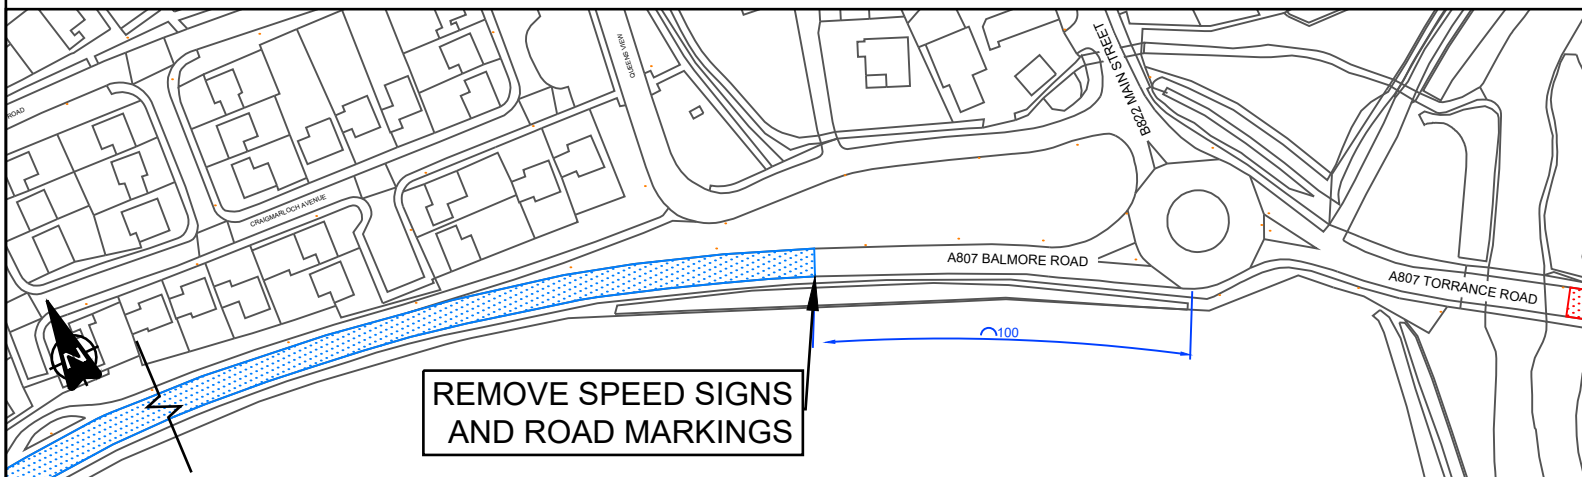 ROAD
QUEENS VIEW
B822 MAIN STREET
CRAIGMARLOCH AVENUE
A807 BALMORE ROAD
A807 TORRANCE ROAD
100
N
REMOVE SPEED SIGNS
AND ROAD MARKINGS